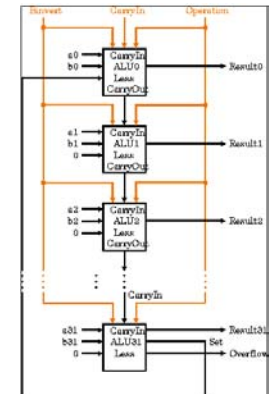 Binvert CarryIn Operation
a0 CarryIn
b0 ALU0 Result0
Less
CarryOut
a1 CarryIn
b1 ALU1 Result1
0 Less
CarryOut
a2 CarryIn
b2 ALU2 Result2
0 Less
CarryOut
CarryIn
a31 CarryIn Result31
b31 ALU31 Set
0 Less Overflow